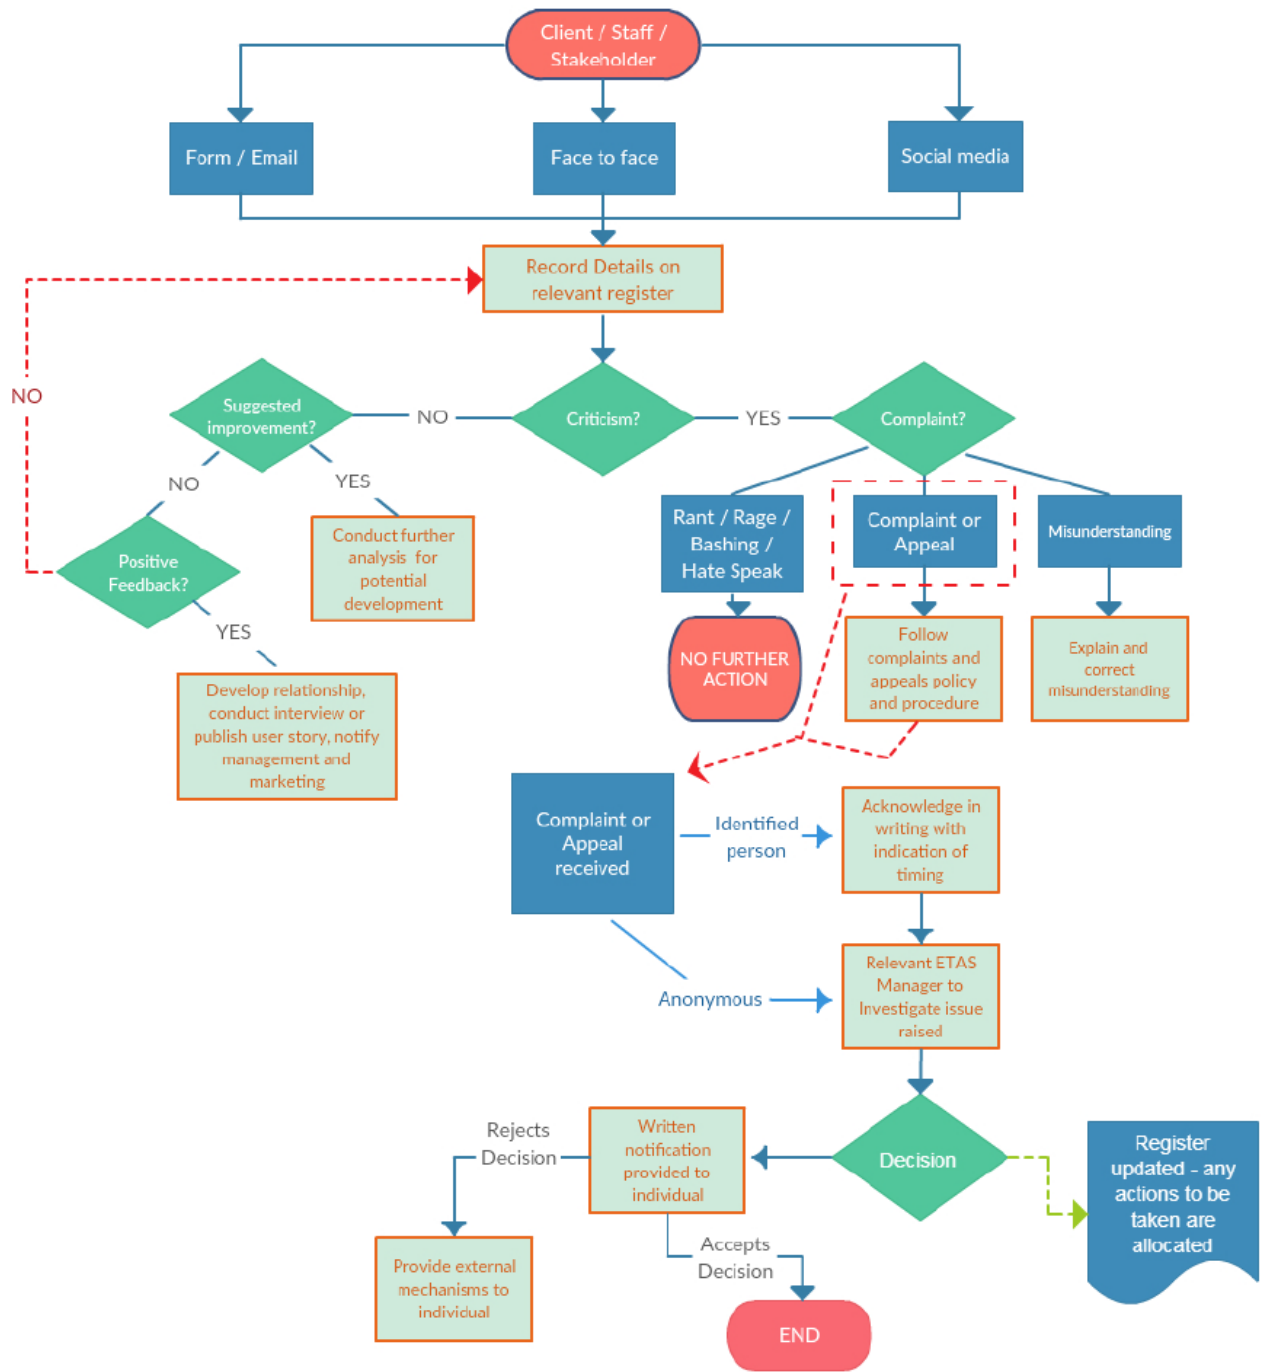 Client / Staff /
Stakeholder
Form / Email
Face to face
Social media
Record Details on
relevant register
NO
Suggested
improvement?
NO
Criticism?
YES
Complaint?
NO
YES
Positive
Feedback?
Conduct further
analysis for
potential
development
YES
Develop relationship,
conduct interview or
publish user story, notify
management and
marketing
Rant / Rage /
Bashing /
Hate Speak
Complaint or
Appeal
Misunderstanding
NO FURTHER
ACTION
Follow
complaints and
appeals policy
and procedure
Explain and
correct
misunderstanding
Complaint or
Appeal
received
Identified
person
Acknowledge in
writing with
indication of
timing
Anonymous
Relevant ETAS
Manager to
Investigate issue
raised
Rejects
Decision
Written
notification
provided to
individual
Decision
Register
updated - any
actions to be
taken are
allocated
Provide external
mechanisms to
individual
Accepts
Decision
END